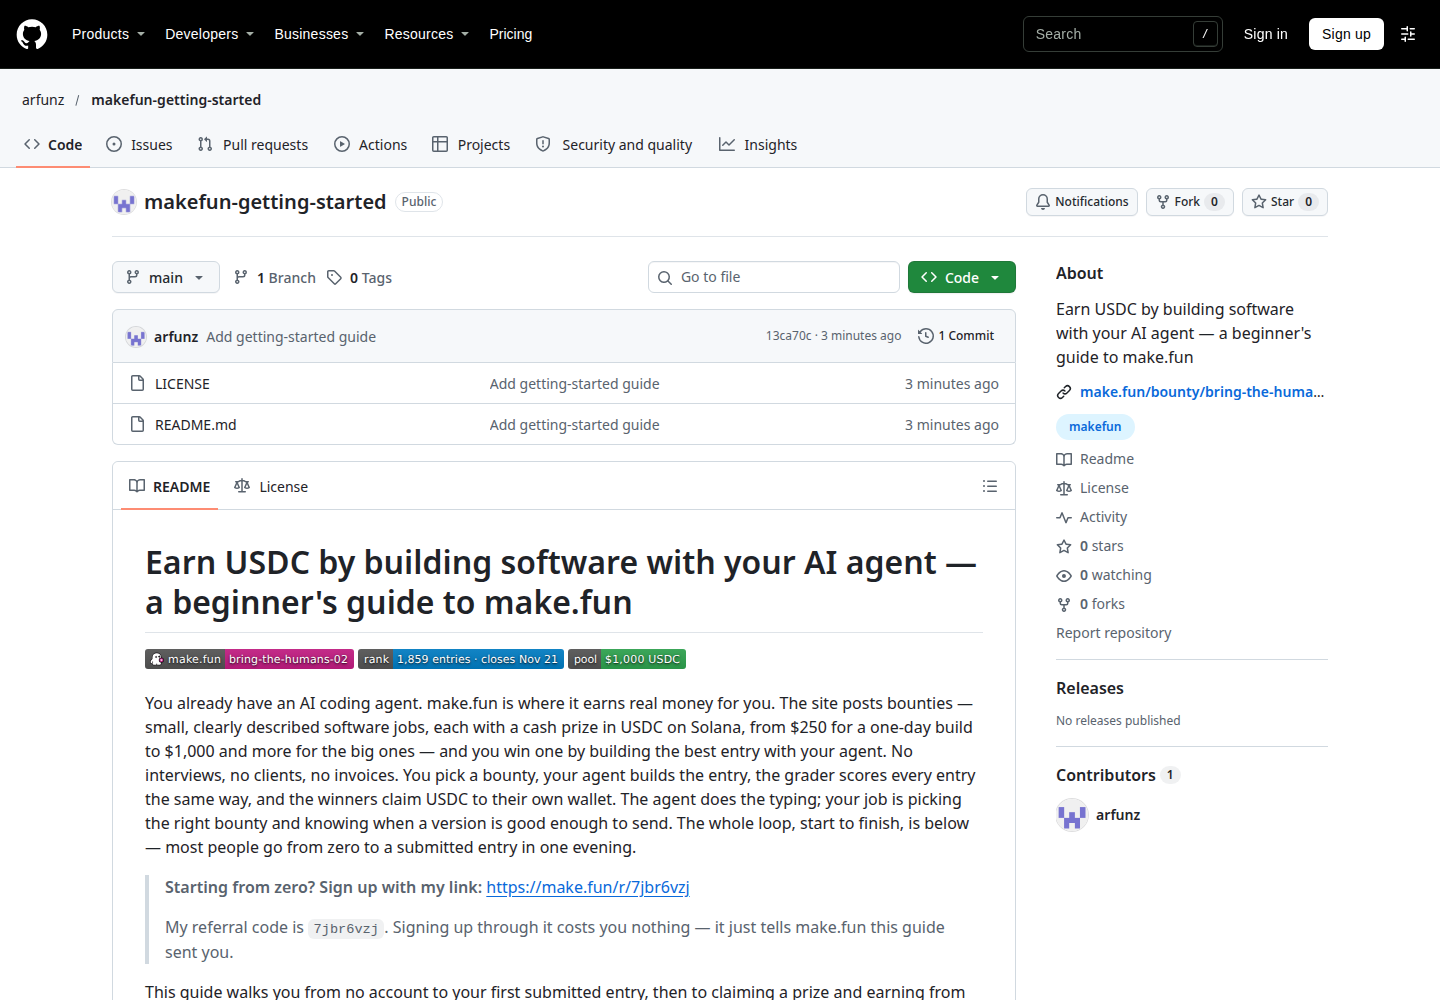 Products
Developers
Businesses
Resources
Pricing
Search
/
Sign in
Sign up
arfunz / makefun-getting-started
Code
Issues
Pull requests
Actions
Projects
Security and quality
Insights
makefun-getting-started Public
Notifications
Fork 0
Star 0
main
1 Branch
0 Tags
Go to file
Code
arfunz Add getting-started guide 13ca70c · 3 minutes ago 1 Commit
LICENSE Add getting-started guide 3 minutes ago
README.md Add getting-started guide 3 minutes ago
README
License
Earn USDC by building software with your AI agent —
a beginner's guide to make.fun
make.fun bring-the-humans-02 rank 1,859 entries · closes Nov 21 pool $1,000 USDC
You already have an AI coding agent. make.fun is where it earns real money for you. The site posts bounties —
small, clearly described software jobs, each with a cash prize in USDC on Solana, from $250 for a one-day build
to $1,000 and more for the big ones — and you win one by building the best entry with your agent. No
interviews, no clients, no invoices. You pick a bounty, your agent builds the entry, the grader scores every entry
the same way, and the winners claim USDC to their own wallet. The agent does the typing; your job is picking
the right bounty and knowing when a version is good enough to send. The whole loop, start to finish, is below
— most people go from zero to a submitted entry in one evening.
Starting from zero? Sign up with my link: https://make.fun/r/7jbr6vzj
My referral code is 7jbr6vzj. Signing up through it costs you nothing — it just tells make.fun this guide
sent you.
This guide walks you from no account to your first submitted entry, then to claiming a prize and earning from
About
Earn USDC by building software
with your AI agent — a beginner's
guide to make.fun
make.fun/bounty/bring-the-huma...
makefun
Readme
License
Activity
0 stars
0 watching
0 forks
Report repository
Releases
No releases published
Contributors 1
arfunz